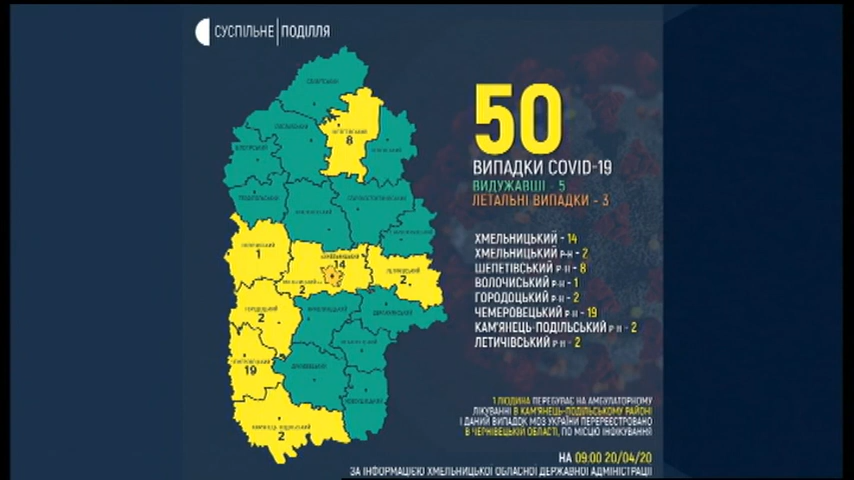 СУСПІЛЬНЕ ПОДІЛЛЯ
50
ВИПАДКИ COVID-19
ВИДУЖАВШІ - 5
ЛЕТАЛЬНІ ВИПАДКИ - 3
ХМЕЛЬНИЦЬКИЙ - 14
ХМЕЛЬНИЦЬКИЙ Р-Н - 2
ШЕПЕТІВСЬКИЙ Р-Н - 8
ВОЛОЧИСЬКИЙ Р-Н - 1
ГОРОДОЦЬКИЙ Р-Н - 2
ЧЕМЕРОВЕЦЬКИЙ Р-Н - 19
КАМ'ЯНЕЦЬ-ПОДІЛЬСЬКИЙ Р-Н - 2
ЛЕТИЧІВСЬКИЙ Р-Н - 2
8
1
14
2
2
2
19
2
1 ЛЮДИНА ПЕРЕБУВАЄ НА АМБУЛАТОРНОМУ
ЛІКУВАННІ В КАМ'ЯНЕЦЬ-ПОДІЛЬСЬКОМУ РАЙОНІ
І ДАНИЙ ВИПАДОК МОЗ УКРАЇНИ ПЕРЕРЕЄСТРОВАНО
В ЧЕРНІВЕЦЬКІЙ ОБЛАСТІ, ПО МІСЦЮ ІНФІКУВАННЯ
НА 09:00 20/04/20
ЗА ІНФОРМАЦІЄЮ ХМЕЛЬНИЦЬКОЇ ОБЛАСНОЇ ДЕРЖАВНОЇ АДМІНІСТРАЦІЇ